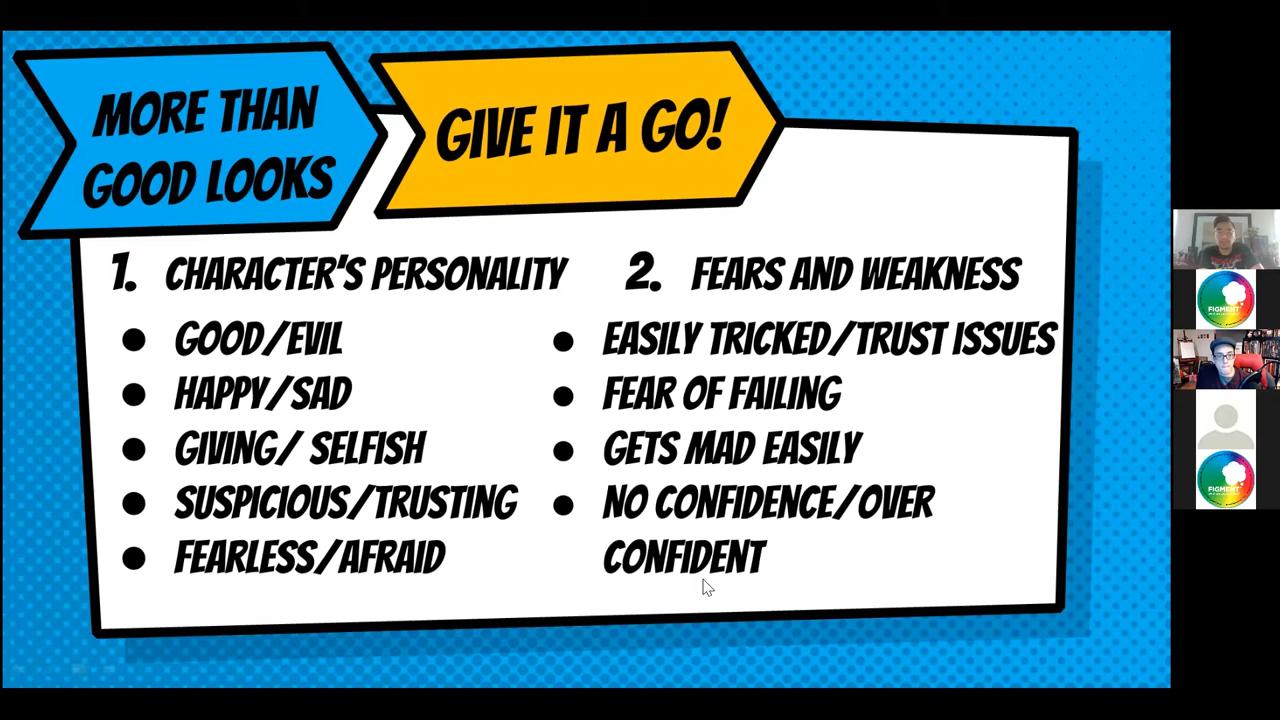 MORE THAN
GOOD LOOKS
GIVE IT A GO!
1. CHARACTER'S PERSONALITY
● GOOD/EVIL
● HAPPY/SAD
● GIVING/ SELFISH
● SUSPICIOUS/TRUSTING
● FEARLESS/AFRAID
2. FEARS AND WEAKNESS
● EASILY TRICKED/TRUST ISSUES
● FEAR OF FAILING
● GETS MAD EASILY
● NO CONFIDENCE/OVER
CONFIDENT
FIGMENT
FIGMENT